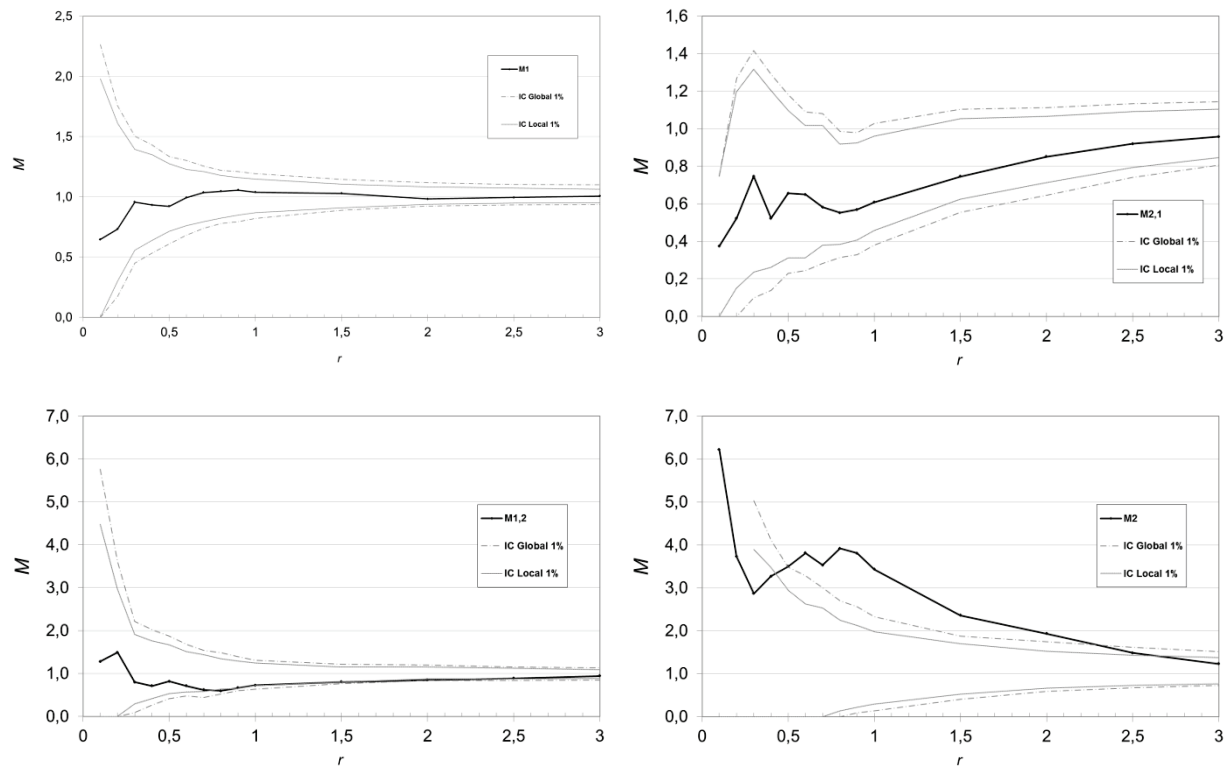 2,5
2,0
1,5
1,0
0,5
0,0
M
0
0,5
1
1,5
2
2,5
3
r
M1
IC Global 1%
IC Local 1%
1,6
1,4
1,2
1,0
0,8
0,6
0,4
0,2
0,0
M
0
0,5
1
1,5
2
2,5
3
r
M2,1
IC Global 1%
IC Local 1%
7,0
6,0
5,0
4,0
3,0
2,0
1,0
0,0
M
0
0,5
1
1,5
2
2,5
3
r
M1,2
IC Global 1%
IC Local 1%
7,0
6,0
5,0
4,0
3,0
2,0
1,0
0,0
M
0
0,5
1
1,5
2
2,5
3
r
M2
IC Global 1%
IC Local 1%